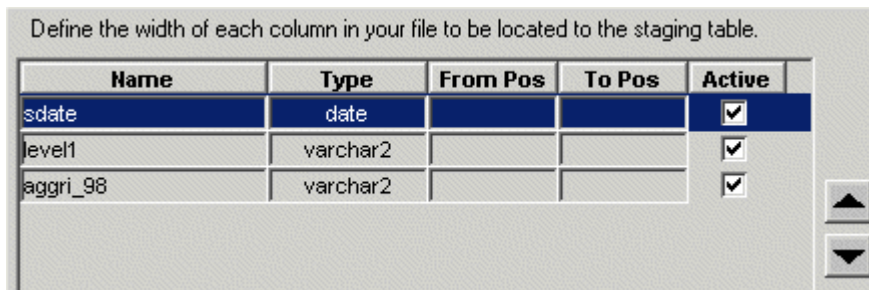 Define the width of each column in your file to be located to the staging table.
Name Type From Pos To Pos Active
sdate date
level1 varchar2
aggri_98 varchar2